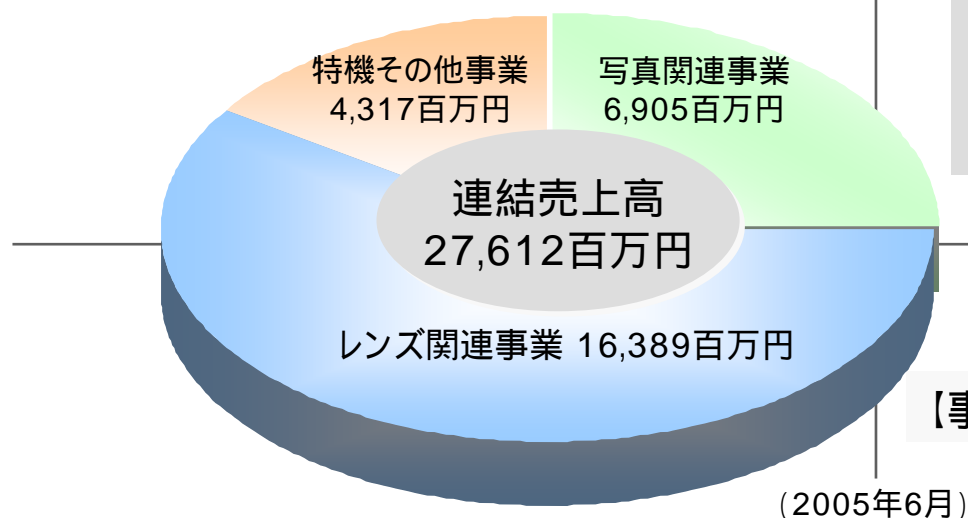 特機その他事業
4,317百万円
写真関連事業
6,905百万円
連結売上高
27,612百万円
レンズ関連事業 16,389百万円
【事
(2005年6月)